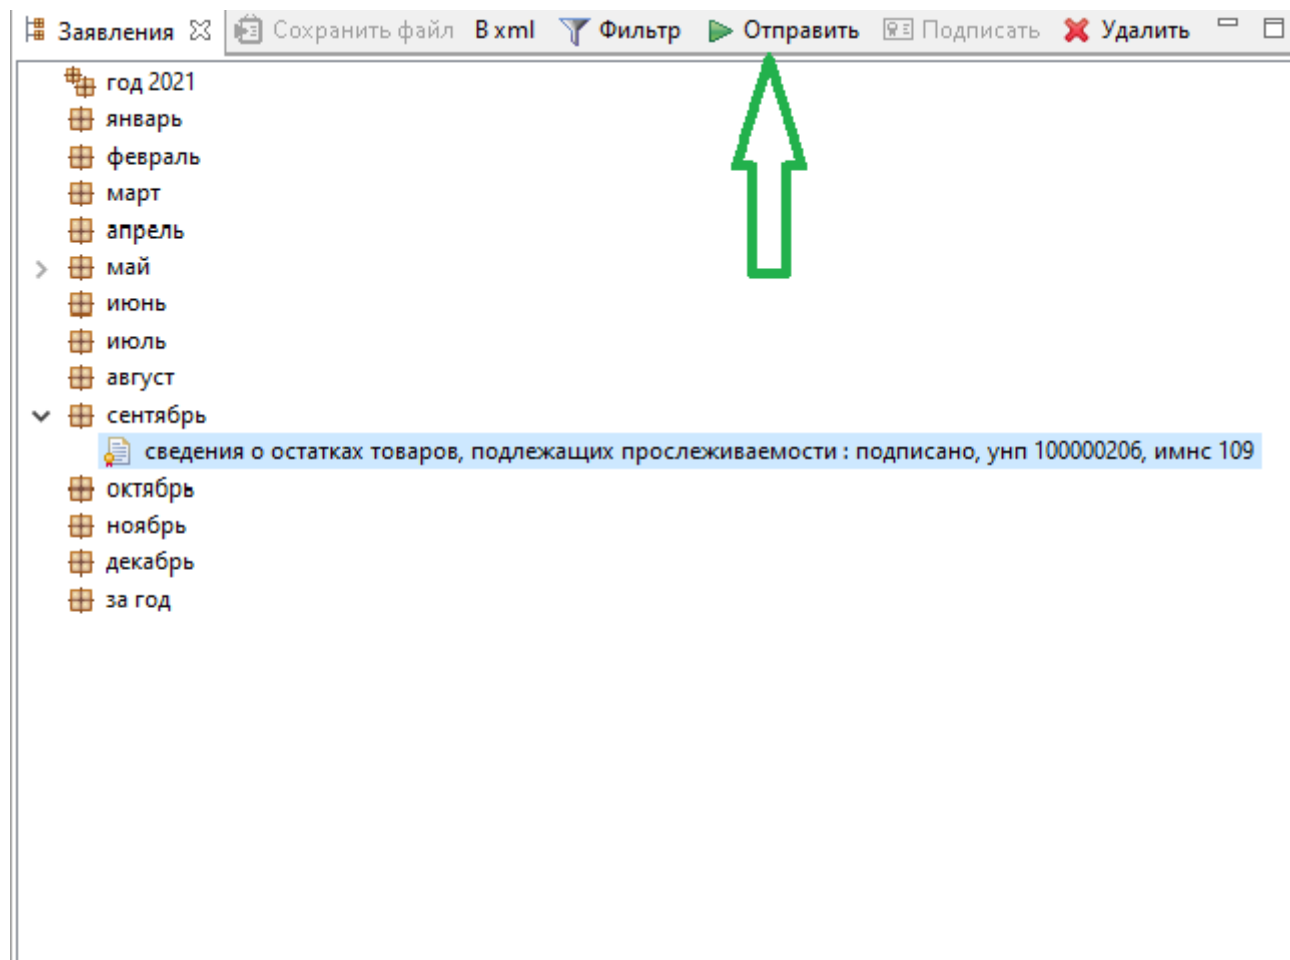 Заявления Сохранить файл В xml Фильтр Отправить Подписать Удалить
год 2021
январь
февраль
март
апрель
май
июнь
июль
август
сентябрь
сведения о остатках товаров, подлежащих прослеживаемости : подписано, унп 100000206, имнс 109
октябрь
ноябрь
декабрь
за год